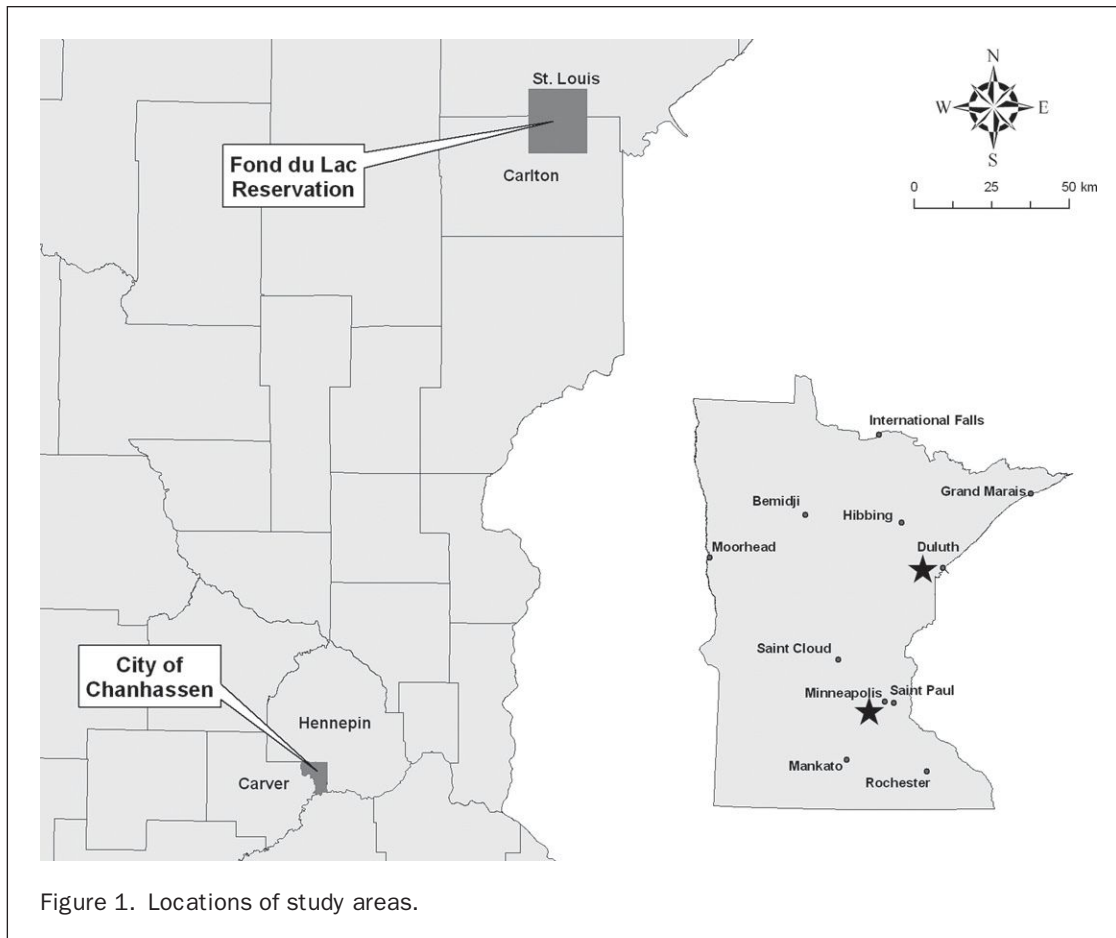 St. Louis
Fond du Lac
Reservation
Carlton
N
W E
S
0 25 50 km
City of
Chanhassen
Hennepin
Carver
International Falls
Grand Marais
Bemidji
Hibbing
Moorhead
Duluth
Saint Cloud
Minneapolis
Saint Paul
Mankato
Rochester
Figure 1. Locations of study areas.